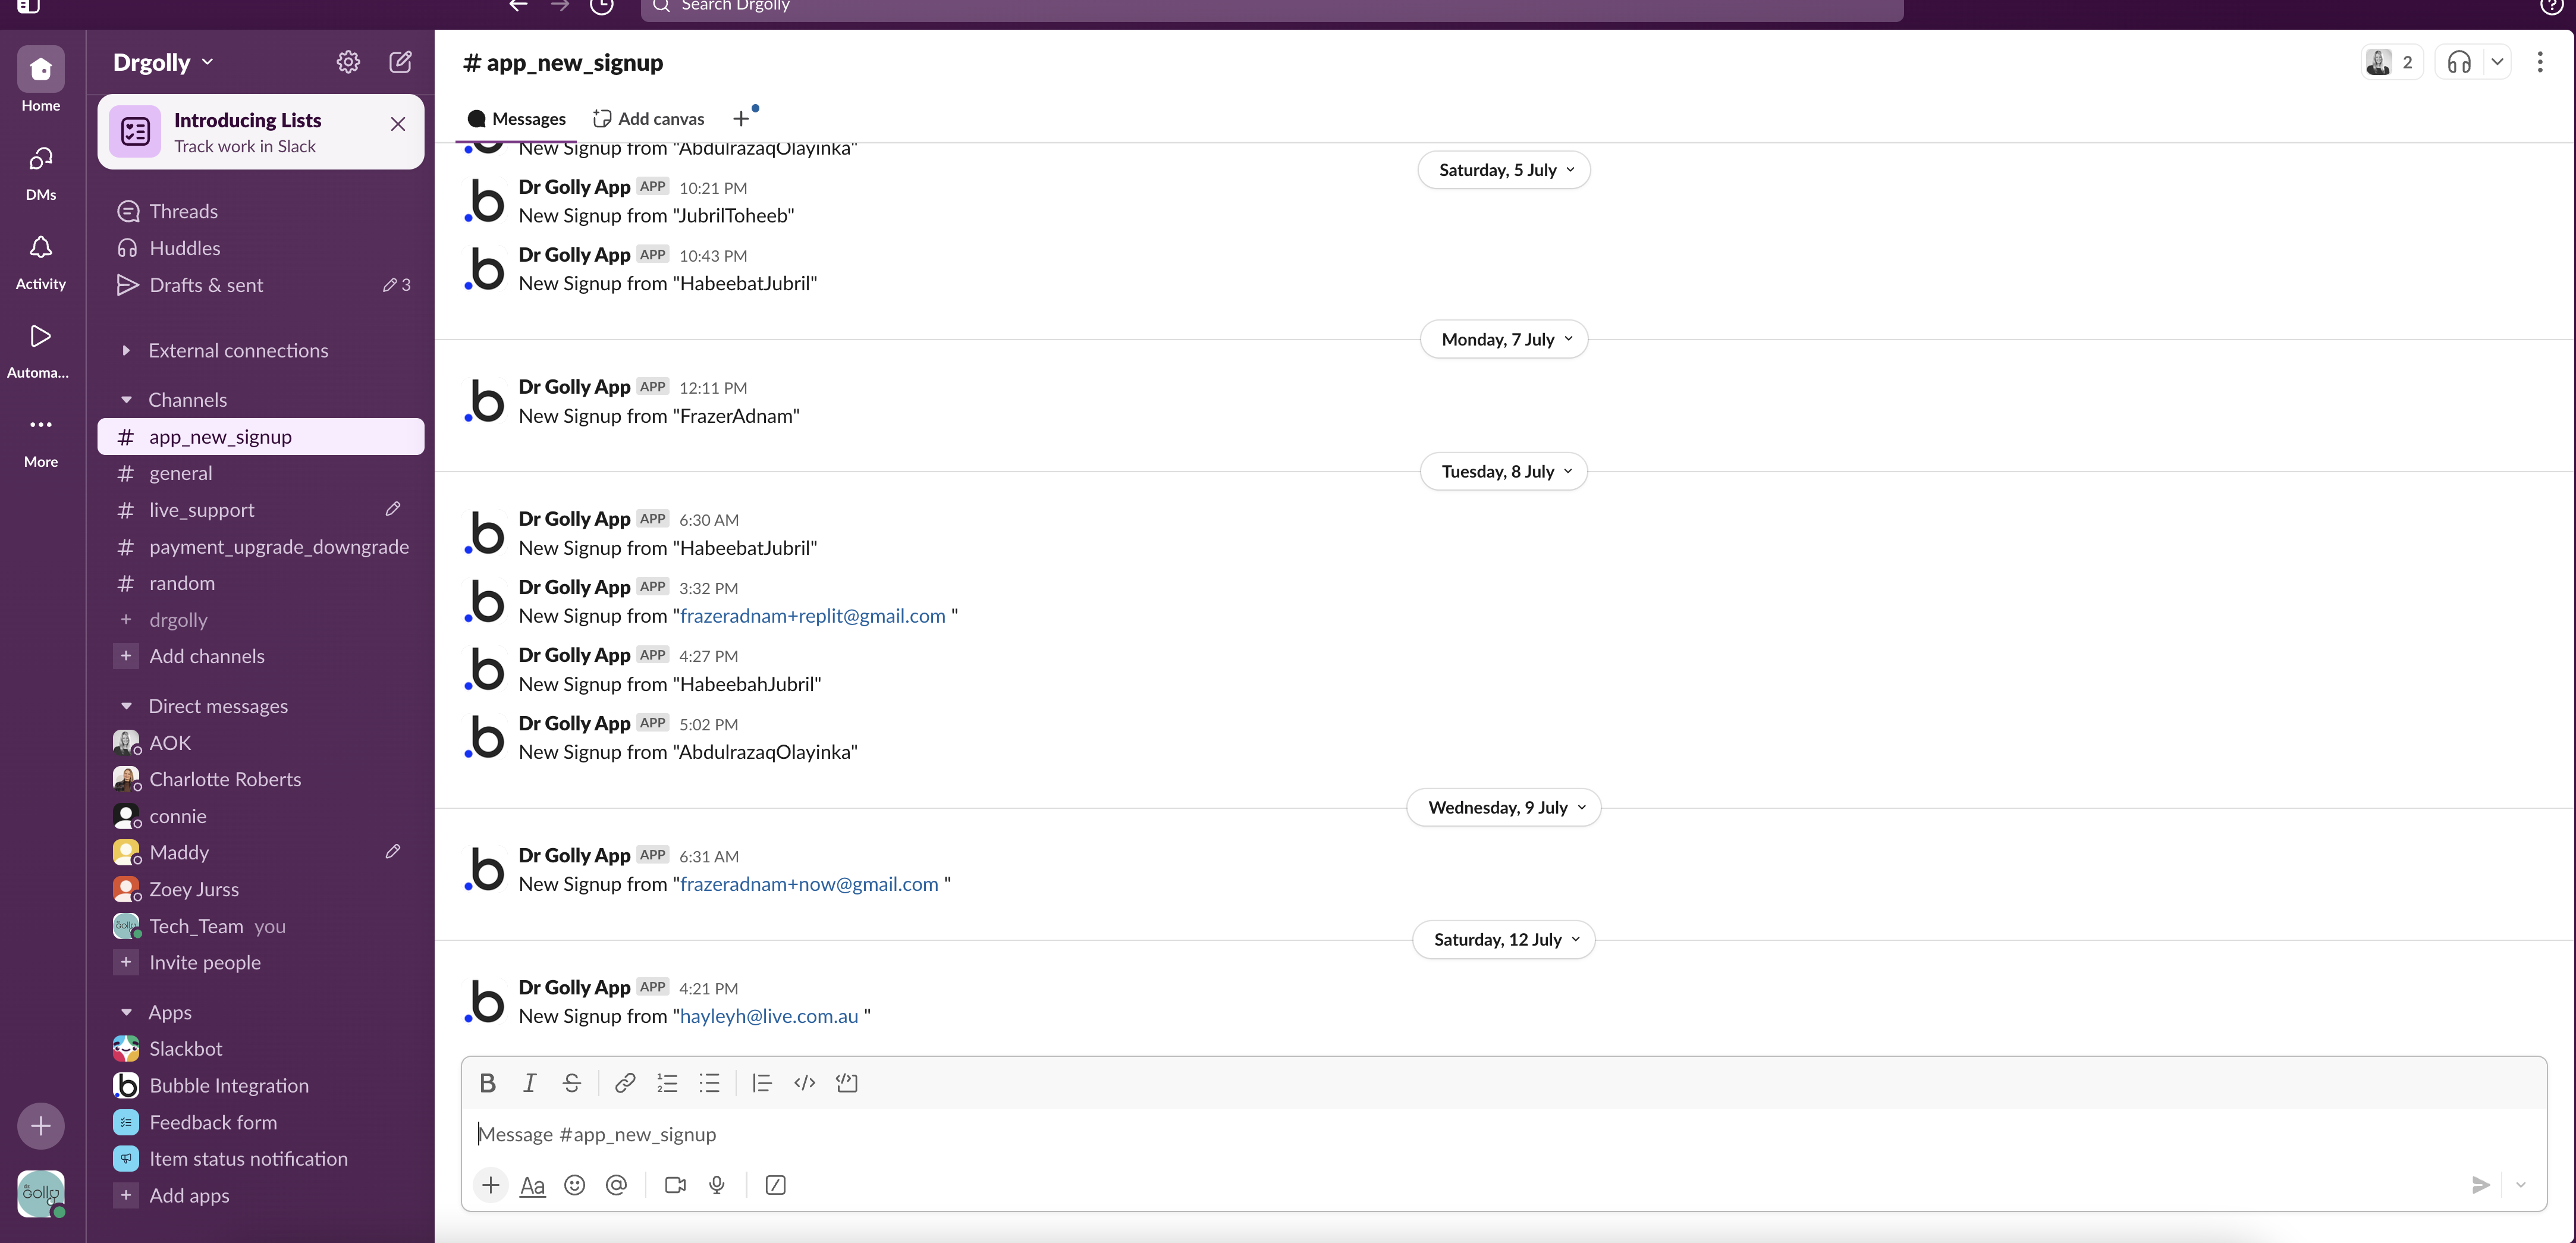 Search Drgolly
Home
DMs
Activity
Automa...
More
Drgolly
Introducing Lists
Track work in Slack
Threads
Huddles
Drafts & sent 3
External connections
Channels
# app_new_signup
# general
# live_support
# payment_upgrade_downgrade
# random
+ drgolly
+ Add channels
Direct messages
AOK
Charlotte Roberts
connie
Maddy
Zoey Jurss
Tech_Team you
+ Invite people
Apps
Slackbot
Bubble Integration
Feedback form
Item status notification
+ Add apps
golly
# app_new_signup
2
Messages Add canvas +
New Signup from "AbdulrazaqOlayinka"
Saturday, 5 July
Dr Golly App APP 10:21 PM
New Signup from "JubrilToheeb"
Dr Golly App APP 10:43 PM
New Signup from "HabeebatJubril"
Monday, 7 July
Dr Golly App APP 12:11 PM
New Signup from "FrazerAdnam"
Tuesday, 8 July
Dr Golly App APP 6:30 AM
New Signup from "HabeebatJubril"
Dr Golly App APP 3:32 PM
New Signup from "frazeradnam+replit@gmail.com "
Dr Golly App APP 4:27 PM
New Signup from "HabeebahJubril"
Dr Golly App APP 5:02 PM
New Signup from "AbdulrazaqOlayinka"
Wednesday, 9 July
Dr Golly App APP 6:31 AM
New Signup from "frazeradnam+now@gmail.com "
Saturday, 12 July
Dr Golly App APP 4:21 PM
New Signup from "hayleyh@live.com.au "
Message #app_new_signup
Aa